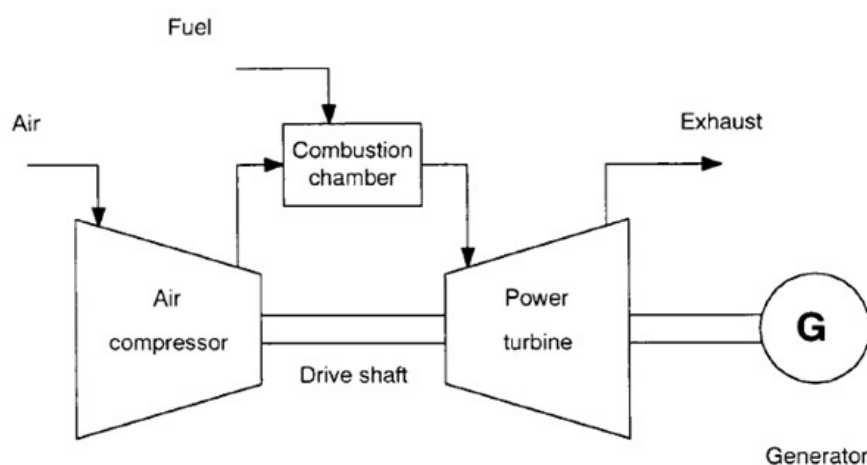 Fuel
Air
Combustion
chamber
Exhaust
Air
compressor
Power
turbine
G
Drive shaft
Generator